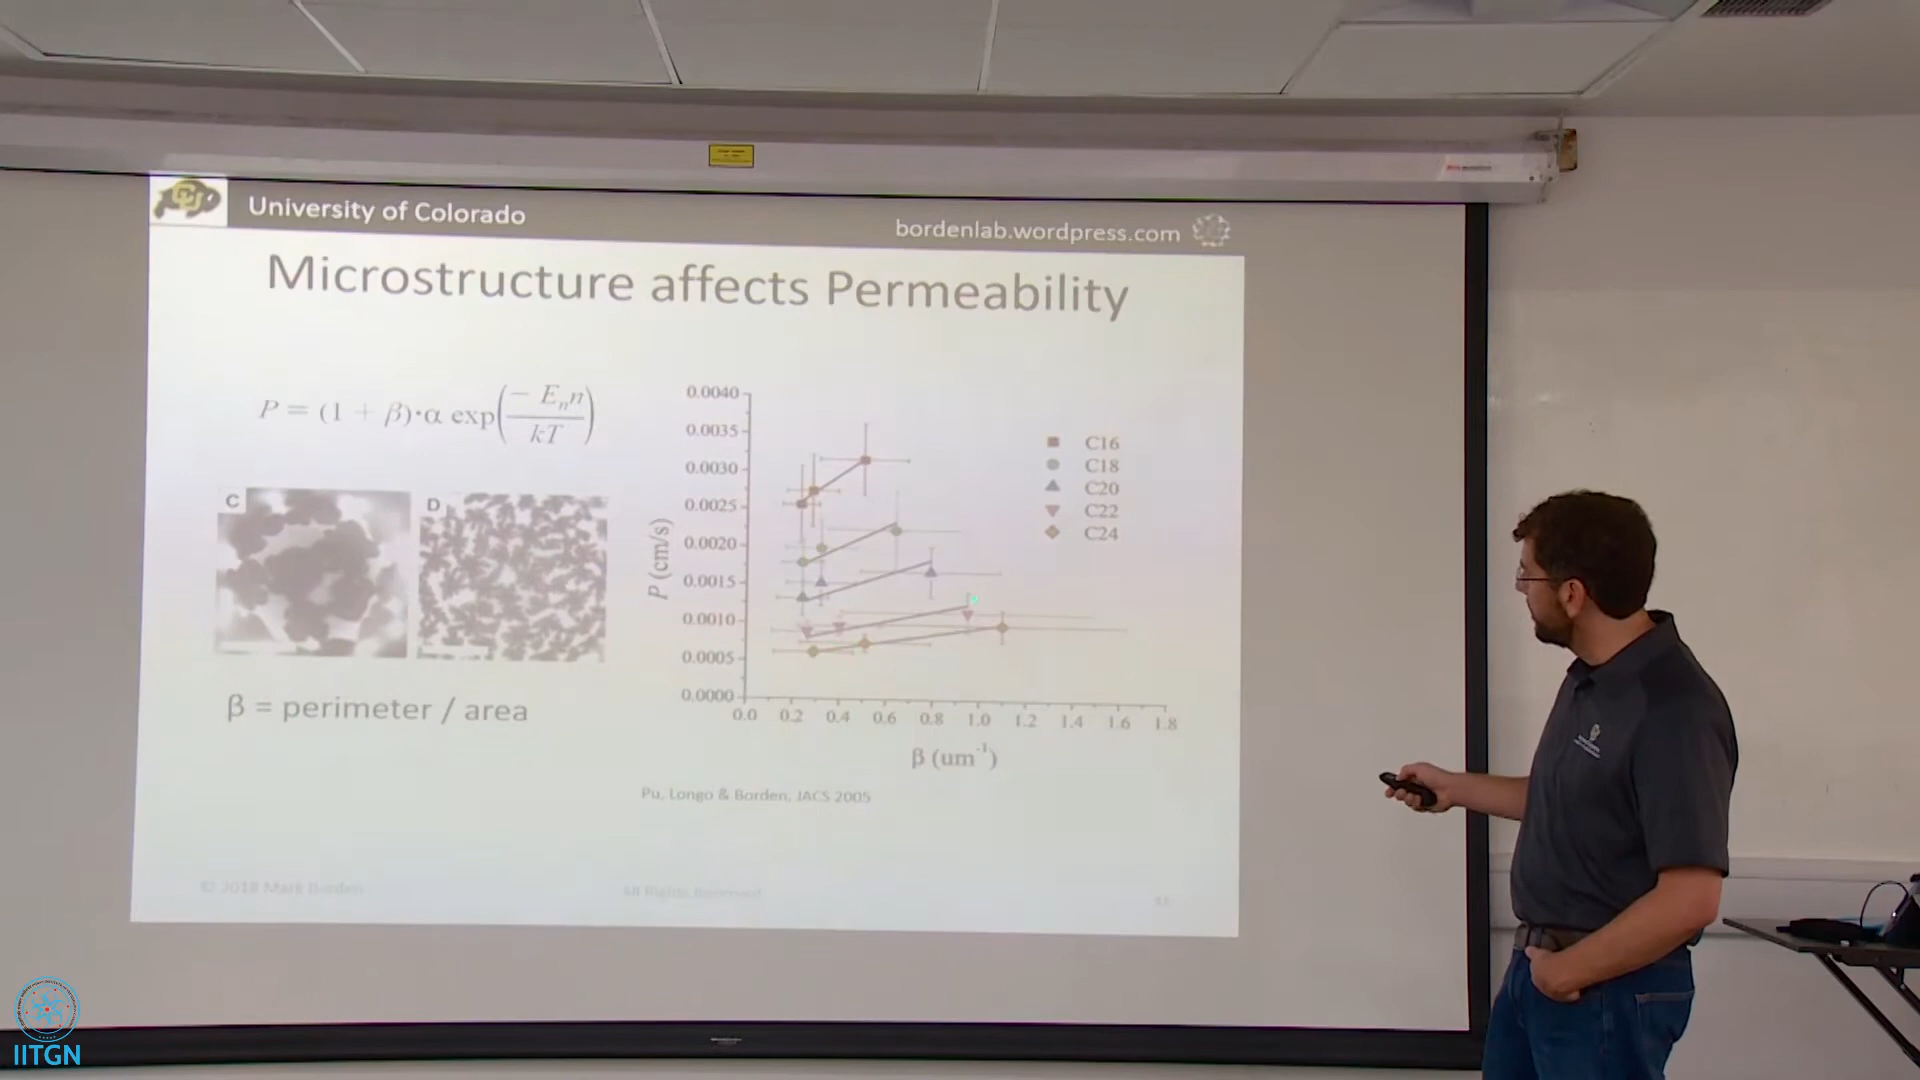 CU
University of Colorado
bordenlab.wordpress.com
Microstructure affects Permeability
P = (1 + β)·α exp(− Eₙn / kT)
C
D
β = perimeter / area
P (cm/s)
0.0040
0.0035
0.0030
0.0025
0.0020
0.0015
0.0010
0.0005
0.0000
0.0 0.2 0.4 0.6 0.8 1.0 1.2 1.4 1.6 1.8
β (um⁻¹)
C16
C18
C20
C22
C24
Pu, Longo & Borden, JACS 2005
© 2018 Mark Borden
All Rights Reserved
IITGN